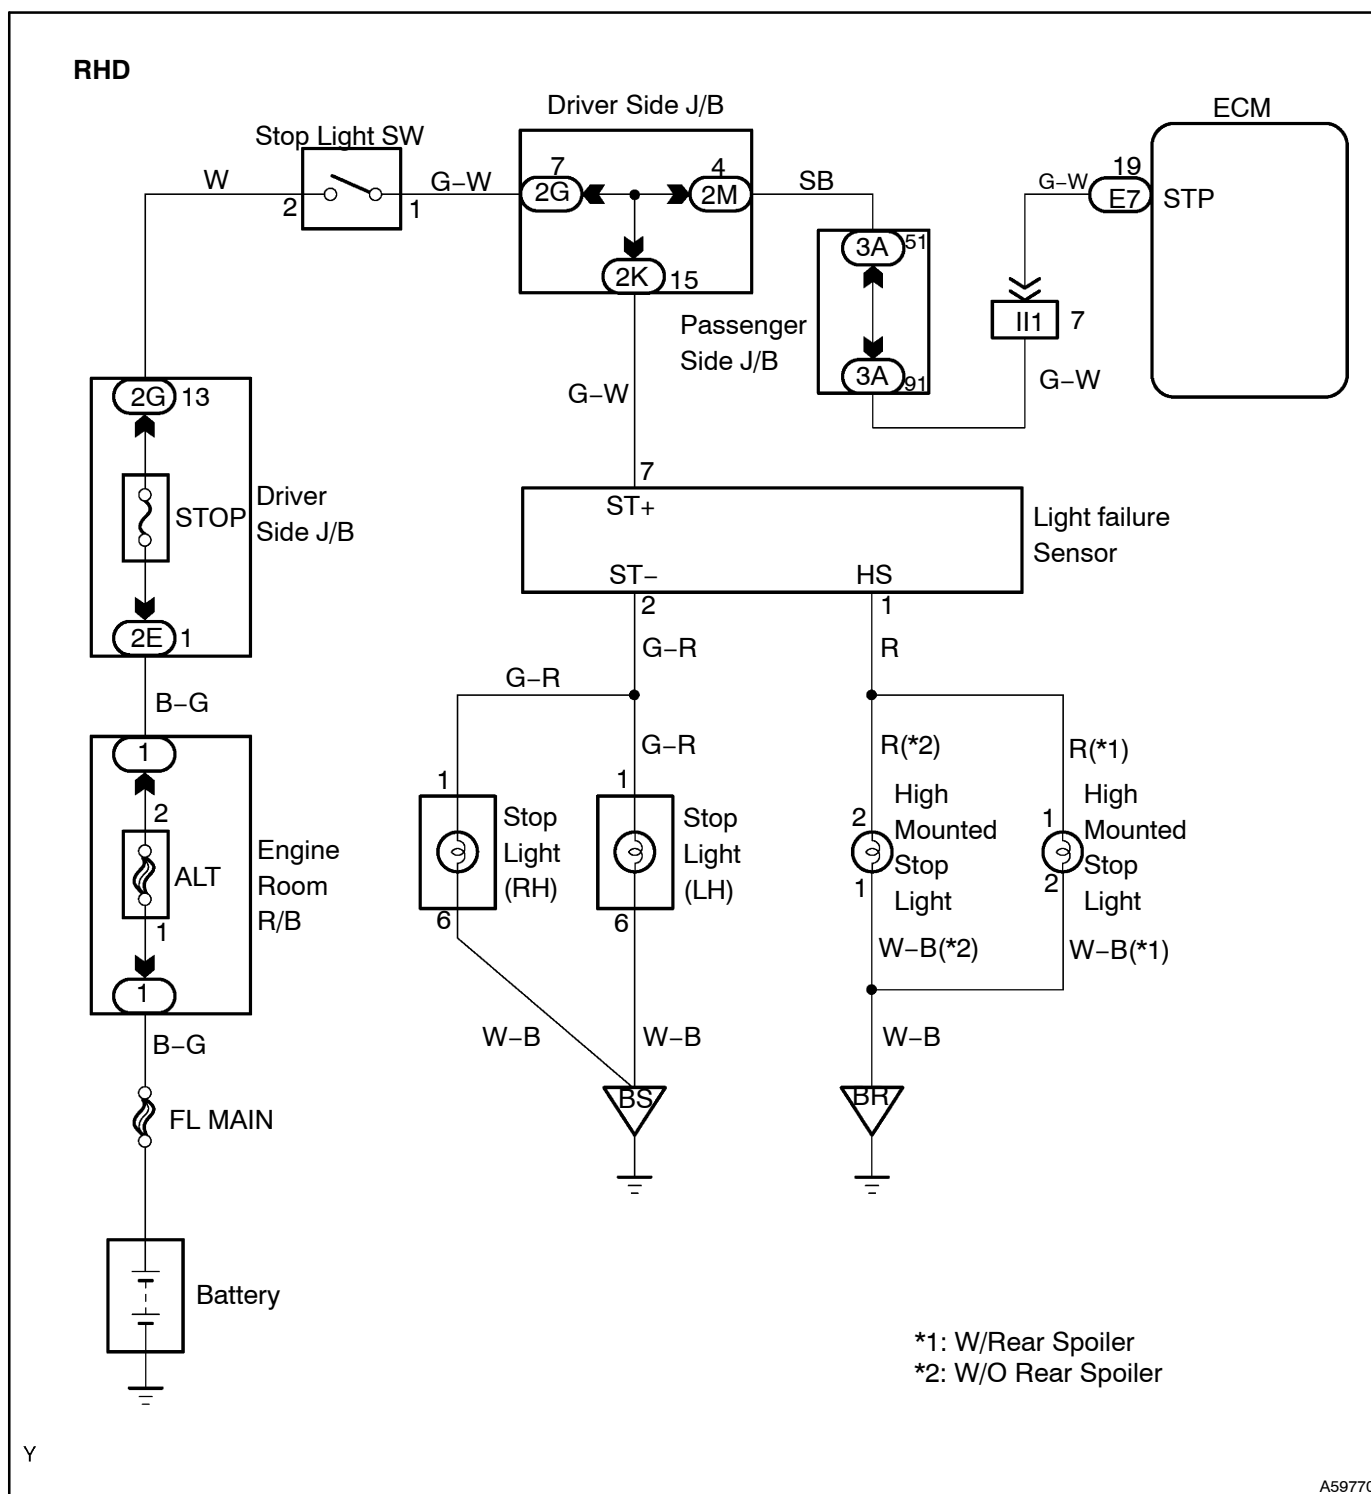 RHD
Driver Side J/B
ECM
Stop Light SW
W
2
1
G−W
7
2G
4
2M
SB
2K
15
3A
51
3A
91
Passenger
Side J/B
G−W
19
E7
STP
II1
7
G−W
G−W
2G
13
STOP
Driver
Side J/B
2E
1
B−G
7
ST+
Light failure
Sensor
ST−
HS
2
1
G−R
R
G−R
G−R
R(*2)
R(*1)
1
2
ALT
1
1
Engine
Room
R/B
B−G
1
Stop
Light
(RH)
6
1
Stop
Light
(LH)
6
2
High
Mounted
Stop
Light
1
1
High
Mounted
Stop
Light
2
W−B(*2)
W−B(*1)
W−B
W−B
W−B
BS
BR
FL MAIN
Battery
*1: W/Rear Spoiler
*2: W/O Rear Spoiler
Y
A59770